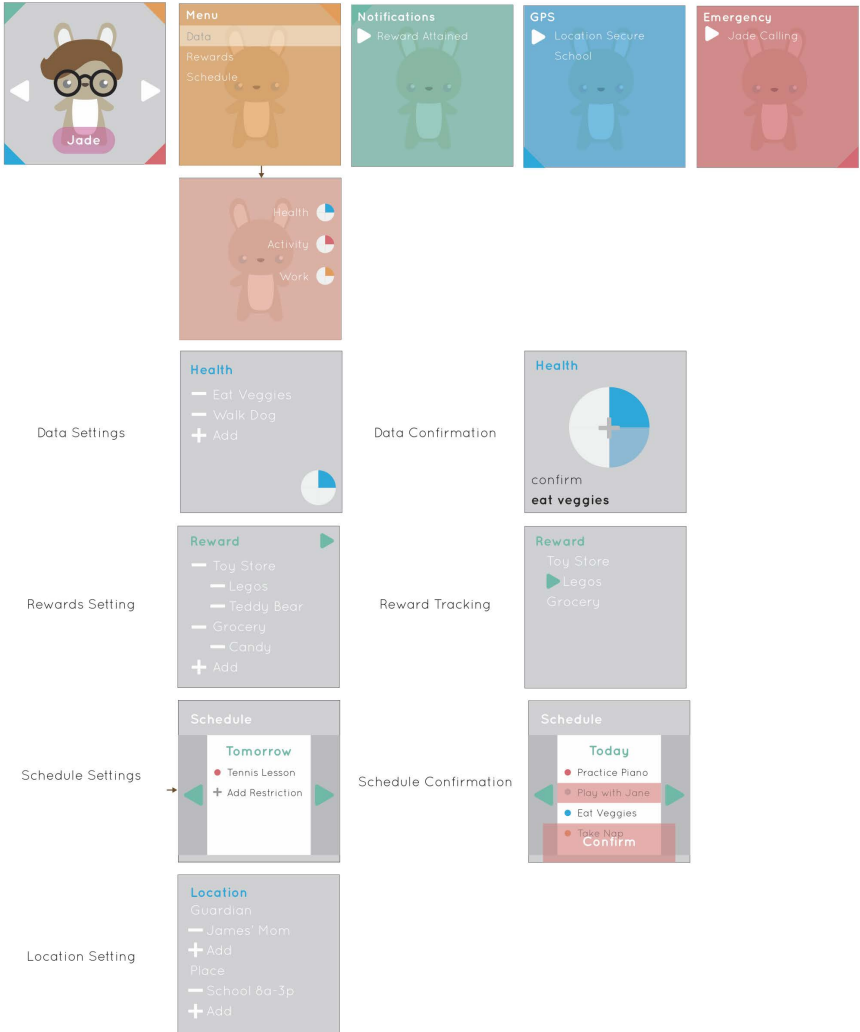 Jade
Menu
Data
Rewards
Schedule
Notifications
Reward Attained
GPS
Location Secure
School
Emergency
Jade Calling
Health
Activity
Work
Data Settings
Health
Eat Veggies
Walk Dog
Add
Data Confirmation
Health
confirm
eat veggies
Rewards Setting
Reward
Toy Store
Legos
Teddy Bear
Grocery
Candy
Add
Reward Tracking
Reward
Toy Store
Legos
Grocery
Schedule Settings
Schedule
Tomorrow
Tennis Lesson
+ Add Restriction
Schedule Confirmation
Schedule
Today
Practice Piano
Play with Jane
Eat Veggies
Take Nap
Confirm
Location Setting
Location
Guardian
James' Mom
Add
Place
School 8a-3p
Add